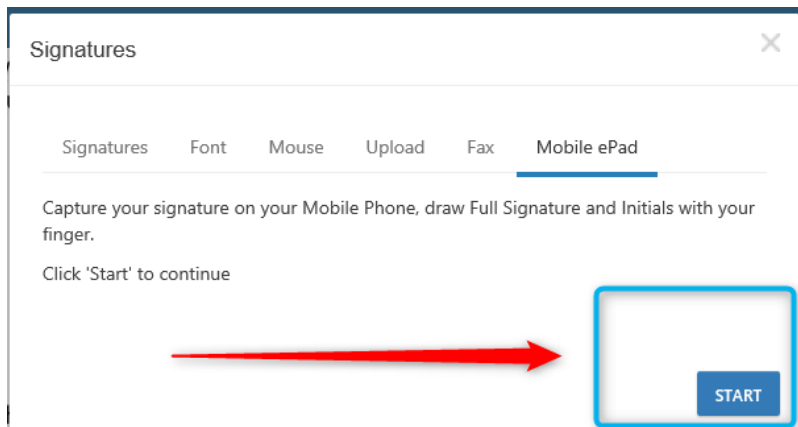 Signatures
Signatures Font Mouse Upload Fax Mobile ePad
Capture your signature on your Mobile Phone, draw Full Signature and Initials with your
finger.
Click 'Start' to continue
START